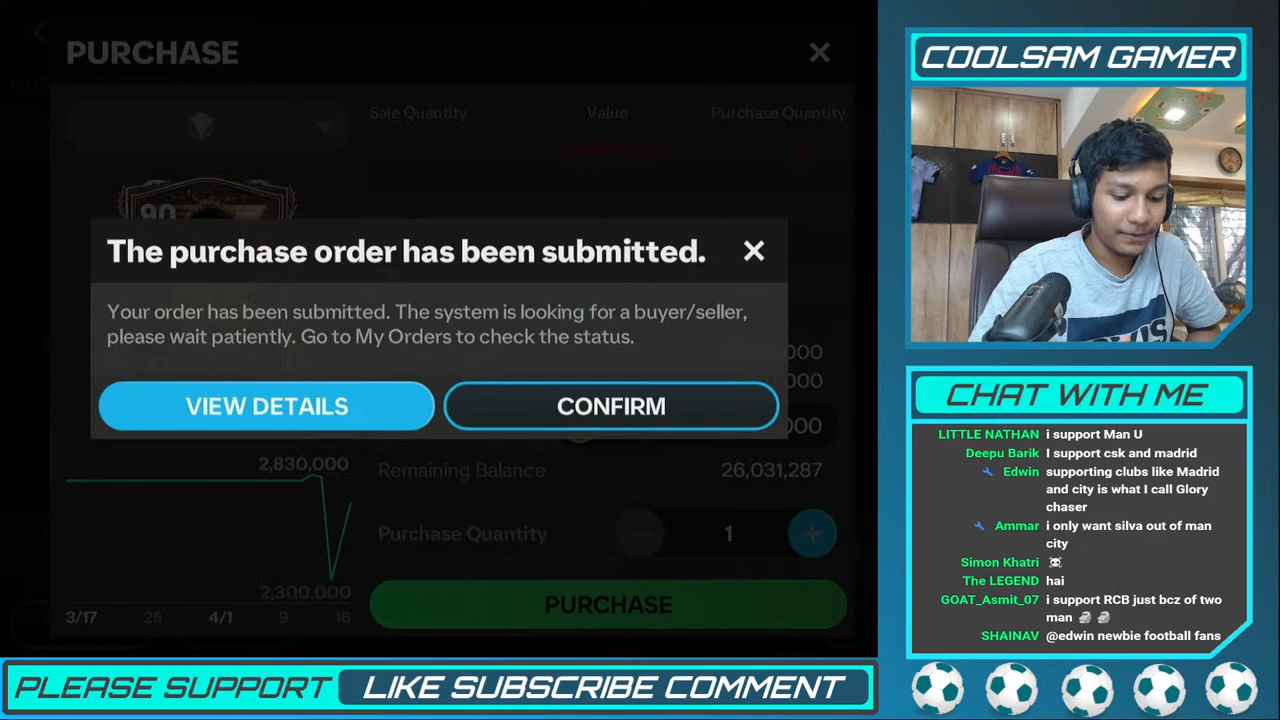 PURCHASE
Sale Quantity Value Purchase Quantity
90
The purchase order has been submitted.
Your order has been submitted. The system is looking for a buyer/seller,
please wait patiently. Go to My Orders to check the status.
VIEW DETAILS CONFIRM
2,830,000
Remaining Balance 26,031,287
Purchase Quantity 1
2,300,000
3/17 25 4/1 9 16
PURCHASE
PLEASE SUPPORT LIKE SUBSCRIBE COMMENT
COOLSAM GAMER
CHAT WITH ME
LITTLE NATHAN i support Man U
Deepu Barik I support csk and madrid
Edwin supporting clubs like Madrid
and city is what I call Glory
chaser
Ammar i only want silva out of man
city
Simon Khatri ☠️
The LEGEND hai
GOAT_Asmit_07 i support RCB just bcz of two
man 🗿 🗿
SHAINAV @edwin newbie football fans